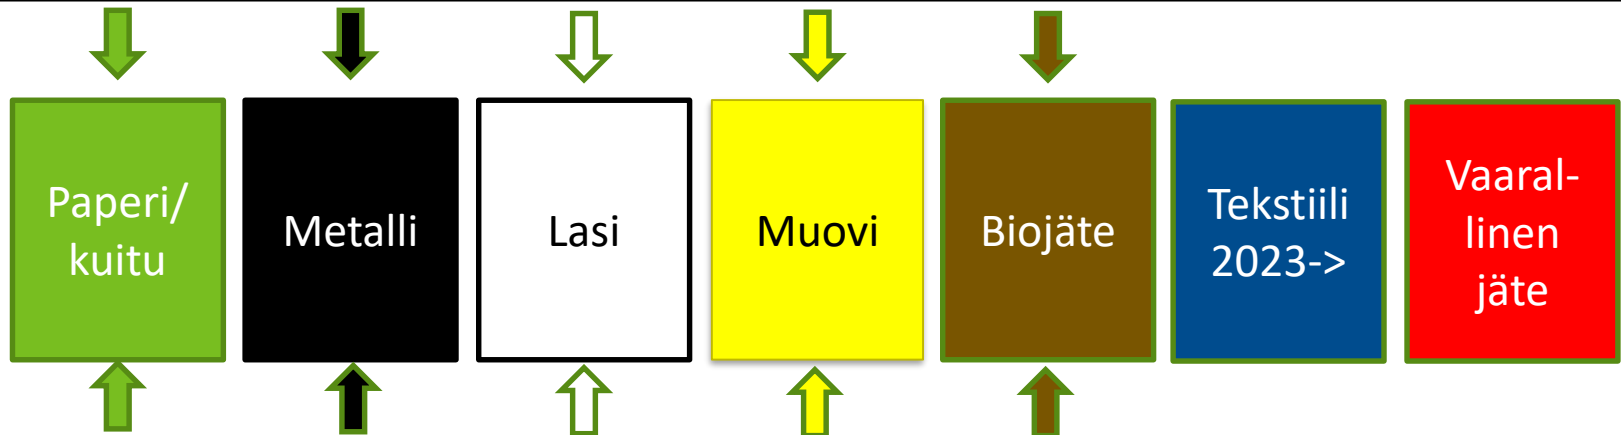 Paperi/
kuitu
Metalli
Lasi
Muovi
Biojäte
Tekstiili
2023->
Vaaral-
linen
jäte